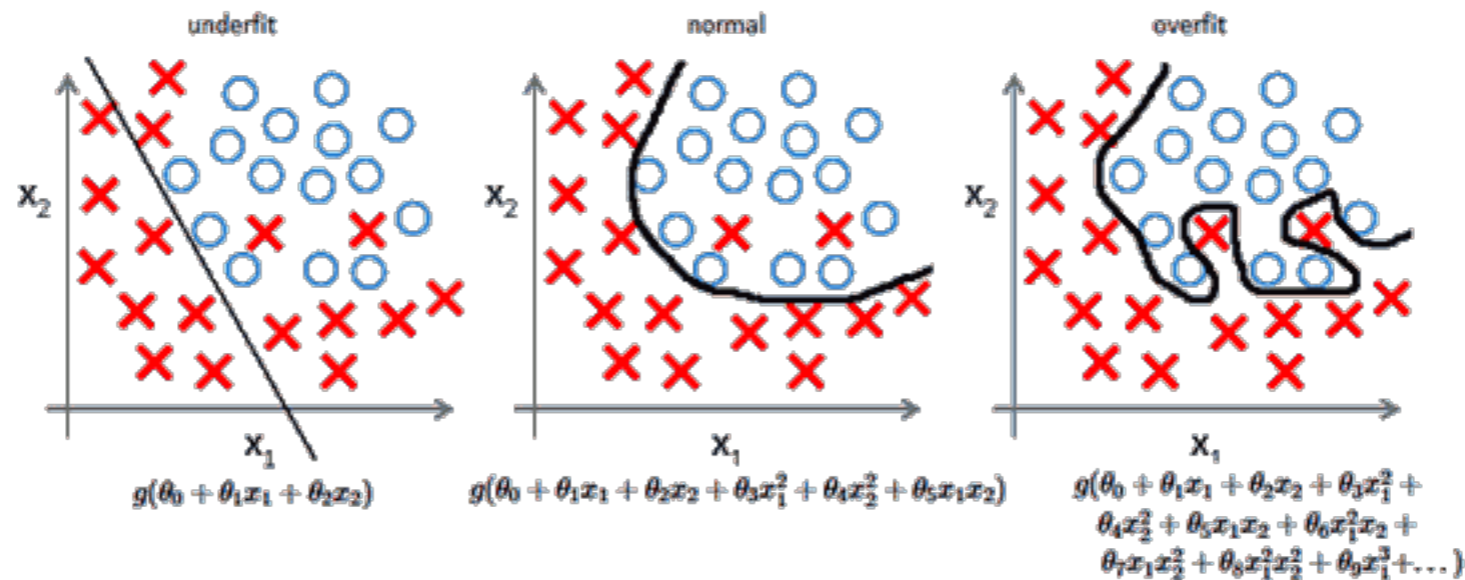 underfit
normal
overfit
X₂
X₂
X₂
X₁
X₁
X₁
g(θ₀ + θ₁x₁ + θ₂x₂)
g(θ₀ + θ₁x₁ + θ₂x₂ + θ₃x₁² + θ₄x₂² + θ₅x₁x₂)
g(θ₀ + θ₁x₁ + θ₂x₂ + θ₃x₁² +
θ₄x₂² + θ₅x₁x₂ + θ₆x₁²x₂ +
θ₇x₁x₂² + θ₈x₁²x₂² + θ₉x₁³ + … )